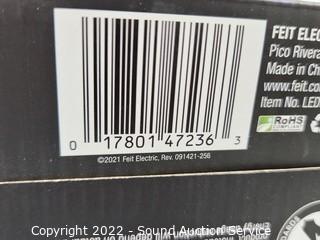 FEIT ELEC
Pico Rivera
Made in Ch
www.feit.co
Item No. LED
RoHS
COMPLIANT
0 17801 47236 3
©2021 Feit Electric, Rev. 091421-256
Copyright 2022 - Sound Auction Service